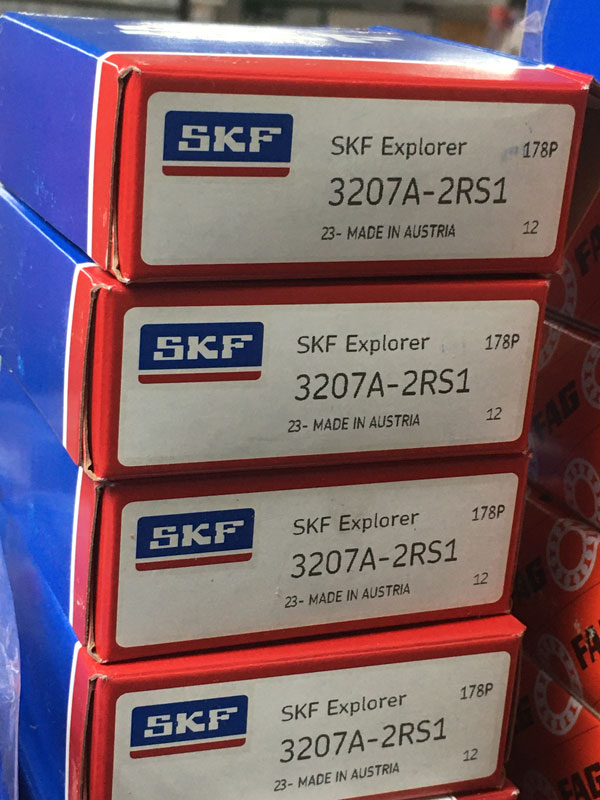 SKF
SKF Explorer 178P
3207A-2RS1
23- MADE IN AUSTRIA 12
SKF
SKF Explorer 178P
3207A-2RS1
23- MADE IN AUSTRIA 12
SKF
SKF Explorer 178P
3207A-2RS1
23- MADE IN AUSTRIA 12
SKF
SKF Explorer 178P
3207A-2RS1
23- MADE IN AUSTRIA 12
FAG
FAG